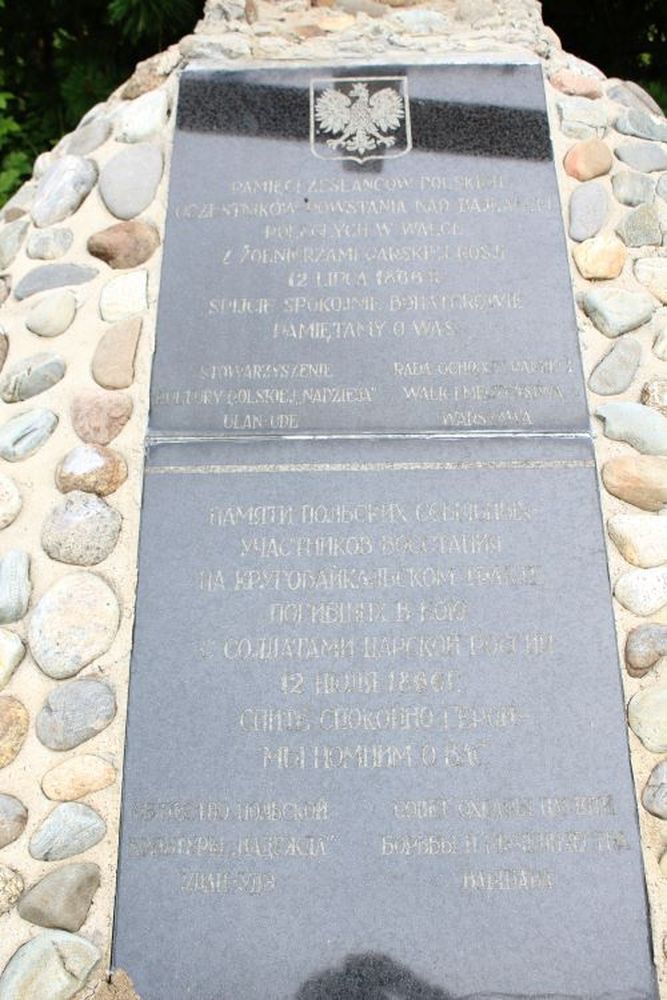 PAMIĘCI ZESŁAŃCÓW POLSKICH
UCZESTNIKÓW POWSTANIA NAD BAJKAŁEM
POLEGŁYCH W WALCE
Z ŻOŁNIERZAMI CARSKIEJ ROSJI
12 LIPCA 1866 R.
ŚPIJCIE SPOKOJNIE BOHATEROWIE
PAMIĘTAMY O WAS
STOWARZYSZENIE
KULTURY POLSKIEJ „NADZIEJA”
UŁAN-UDE
RADA OCHRONY PAMIĘCI
WALK I MĘCZEŃSTWA
WARSZAWA
ПАМЯТИ ПОЛЬСКИХ ССЫЛЬНЫХ-
УЧАСТНИКОВ ВОССТАНИЯ
НА КРУГОБАЙКАЛЬСКОМ ТРАКТЕ,
ПОГИБШИХ В БОЮ
С СОЛДАТАМИ ЦАРСКОЙ РОССИИ
12 ИЮЛЯ 1866 Г.
СПИТЕ СПОКОЙНО ГЕРОИ-
МЫ ПОМНИМ О ВАС
ПОЛЬСКОЙ
КУЛЬТУРЫ „НАДЕЖДА”
УЛАН-УДЭ
СОВЕТ ОХРАНЫ ПАМЯТИ
БОРЬБЫ И МУЧЕНИЧЕСТВА
ВАРШАВА